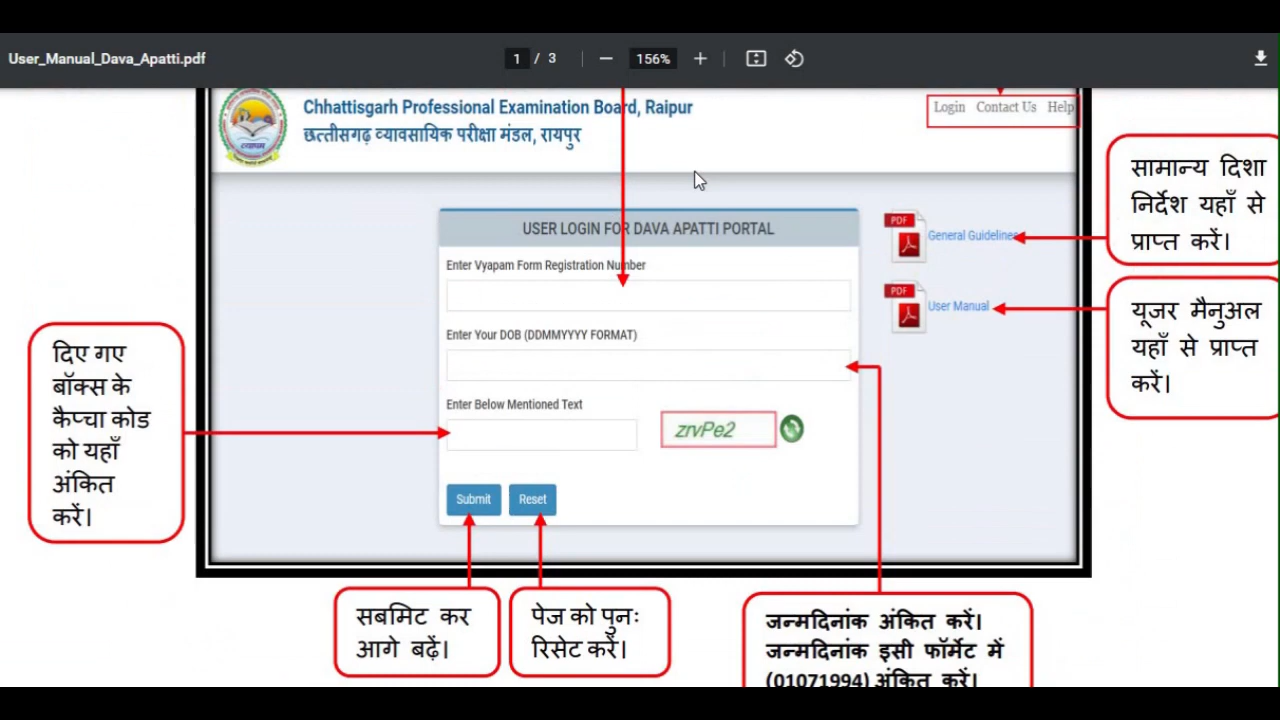 User_Manual_Dava_Apatti.pdf
1 / 3
156%
Chhattisgarh Professional Examination Board, Raipur
छत्तीसगढ़ व्यावसायिक परीक्षा मंडल, रायपुर
Login Contact Us Help
सामान्य दिशा
निर्देश यहाँ से
प्राप्त करें।
USER LOGIN FOR DAVA APATTI PORTAL
PDF
General Guidelines
Enter Vyapam Form Registration Number
PDF
User Manual
यूजर मैनुअल
यहाँ से प्राप्त
करें।
Enter Your DOB (DDMMYYYY FORMAT)
दिए गए
बॉक्स के
कैप्चा कोड
को यहाँ
अंकित
करें।
Enter Below Mentioned Text
zrvPe2
Submit
Reset
सबमिट कर
आगे बढ़ें।
पेज को पुनः
रिसेट करें।
जन्मदिनांक अंकित करें।
जन्मदिनांक इसी फॉर्मेट में
(01071994) अंकित करें।